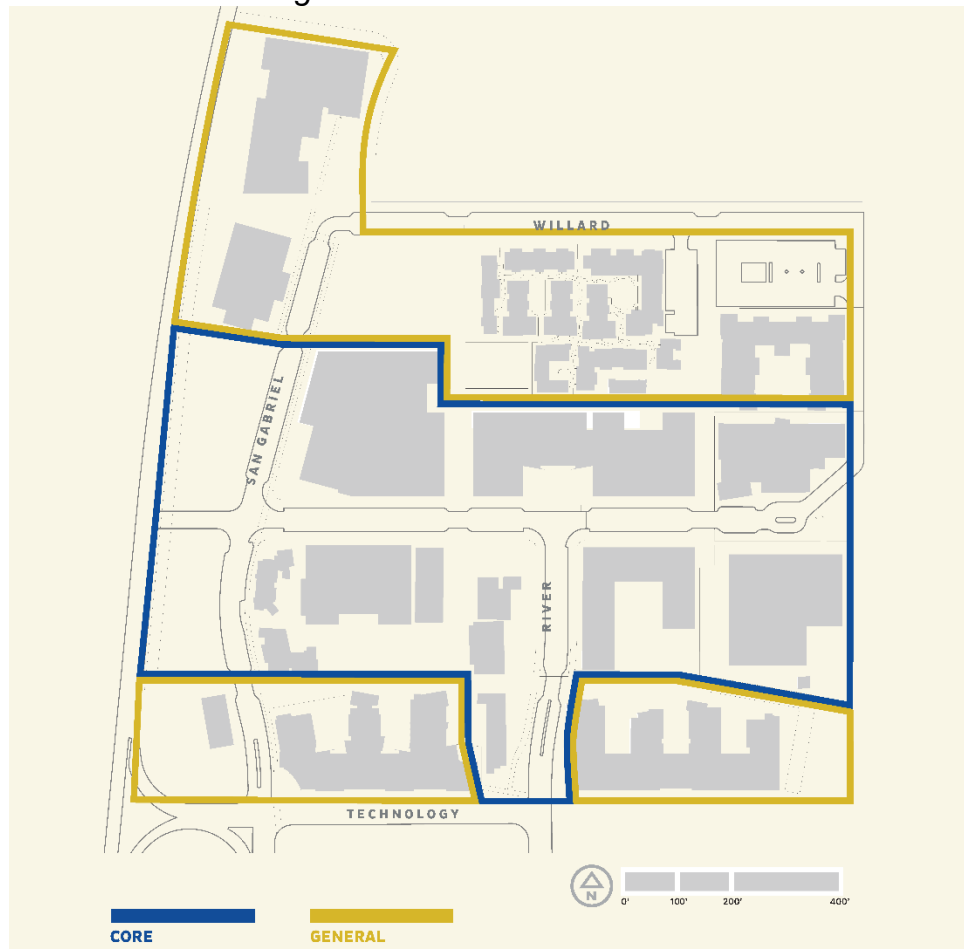 WILLARD
SAN GABRIEL
RIVER
TECHNOLOGY
N
0' 100' 200' 400'
CORE GENERAL